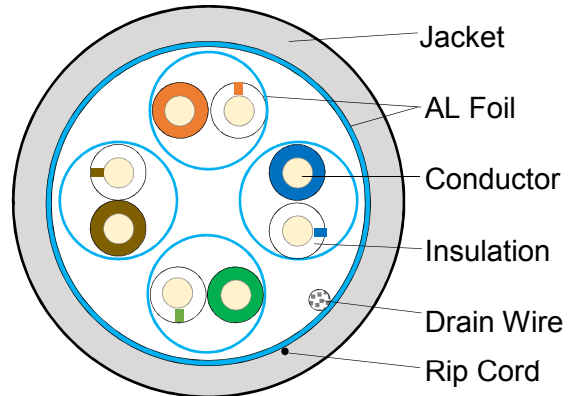 Jacket
AL Foil
Conductor
Insulation
Drain Wire
Rip Cord